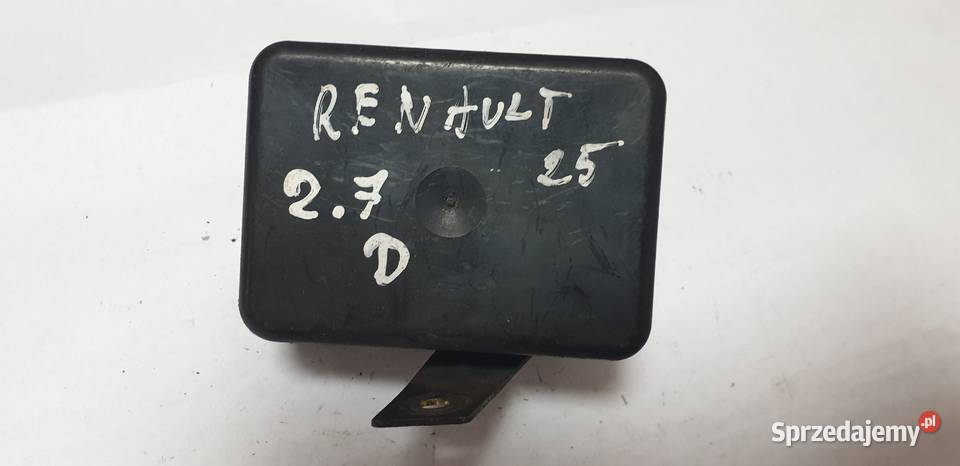 RENAULT
25
2.7
D
Sprzedajemy.pl